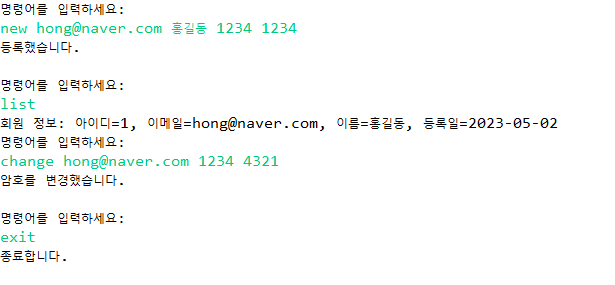 명령어를 입력하세요:
new hong@naver.com 홍길동 1234 1234
등록했습니다.
명령어를 입력하세요:
list
회원 정보: 아이디=1, 이메일=hong@naver.com, 이름=홍길동, 등록일=2023-05-02
명령어를 입력하세요:
change hong@naver.com 1234 4321
암호를 변경했습니다.
명령어를 입력하세요:
exit
종료합니다.